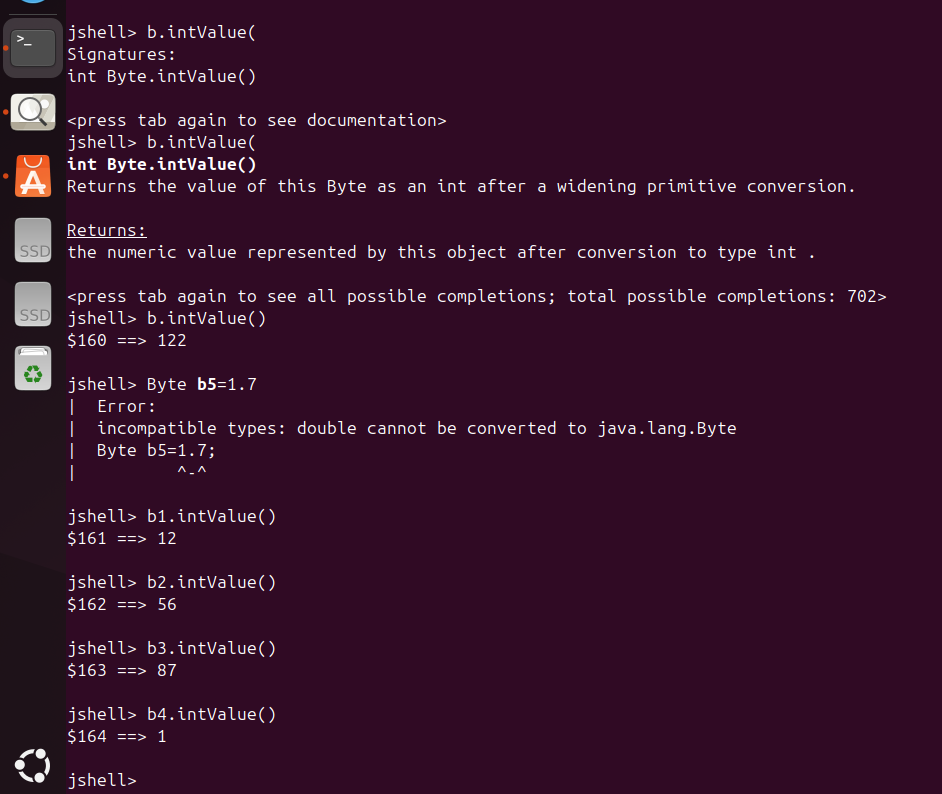 jshell> b.intValue(
Signatures:
int Byte.intValue()
<press tab again to see documentation>
jshell> b.intValue(
int Byte.intValue()
Returns the value of this Byte as an int after a widening primitive conversion.
Returns:
the numeric value represented by this object after conversion to type int .
<press tab again to see all possible completions; total possible completions: 702>
jshell> b.intValue()
$160 ==> 122
jshell> Byte b5=1.7
|  Error:
|  incompatible types: double cannot be converted to java.lang.Byte
|  Byte b5=1.7;
|          ^-^
jshell> b1.intValue()
$161 ==> 12
jshell> b2.intValue()
$162 ==> 56
jshell> b3.intValue()
$163 ==> 87
jshell> b4.intValue()
$164 ==> 1
jshell>
>_
A
SSD
SSD